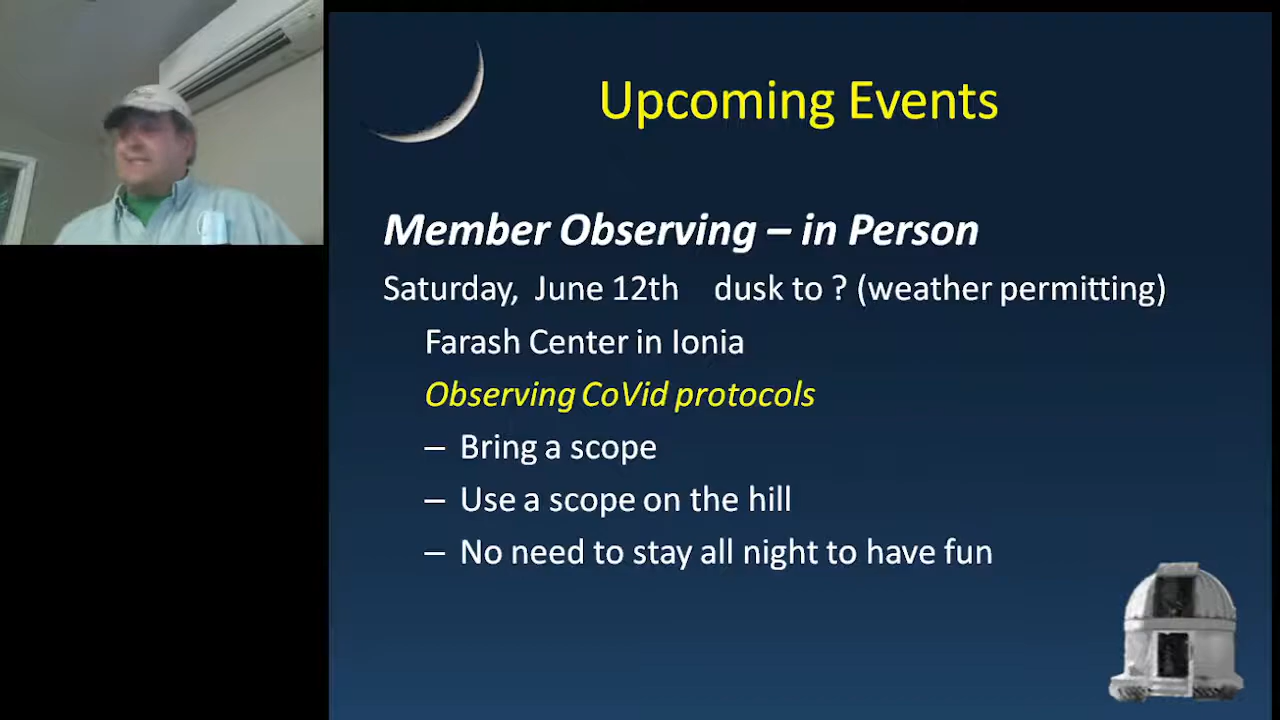 Upcoming Events
Member Observing – in Person
Saturday, June 12th dusk to ? (weather permitting)
Farash Center in Ionia
Observing CoVid protocols
– Bring a scope
– Use a scope on the hill
– No need to stay all night to have fun